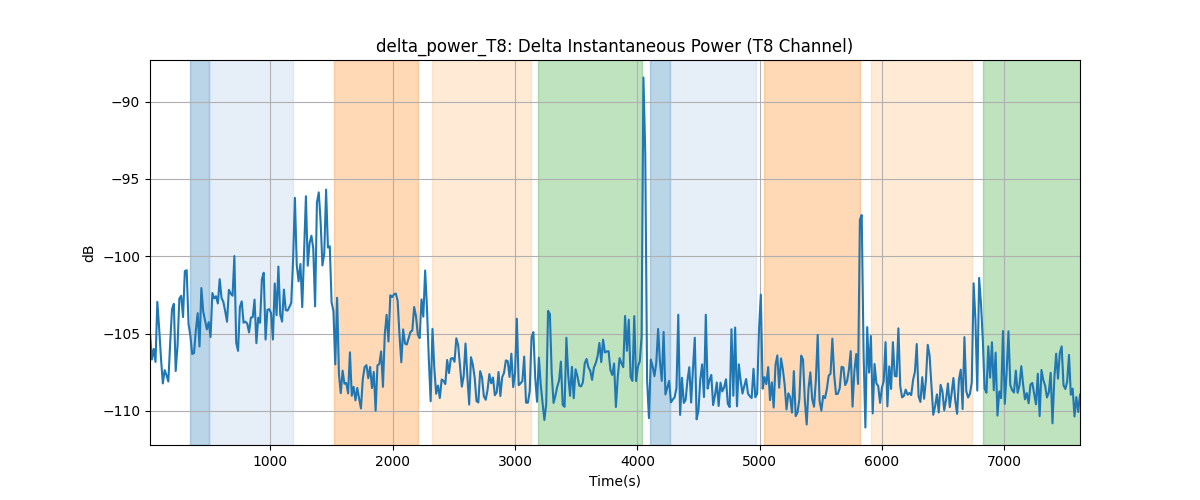 delta_power_T8: Delta Instantaneous Power (T8 Channel)
dB
−90
−95
−100
−105
−110
1000 2000 3000 4000 5000 6000 7000
Time(s)